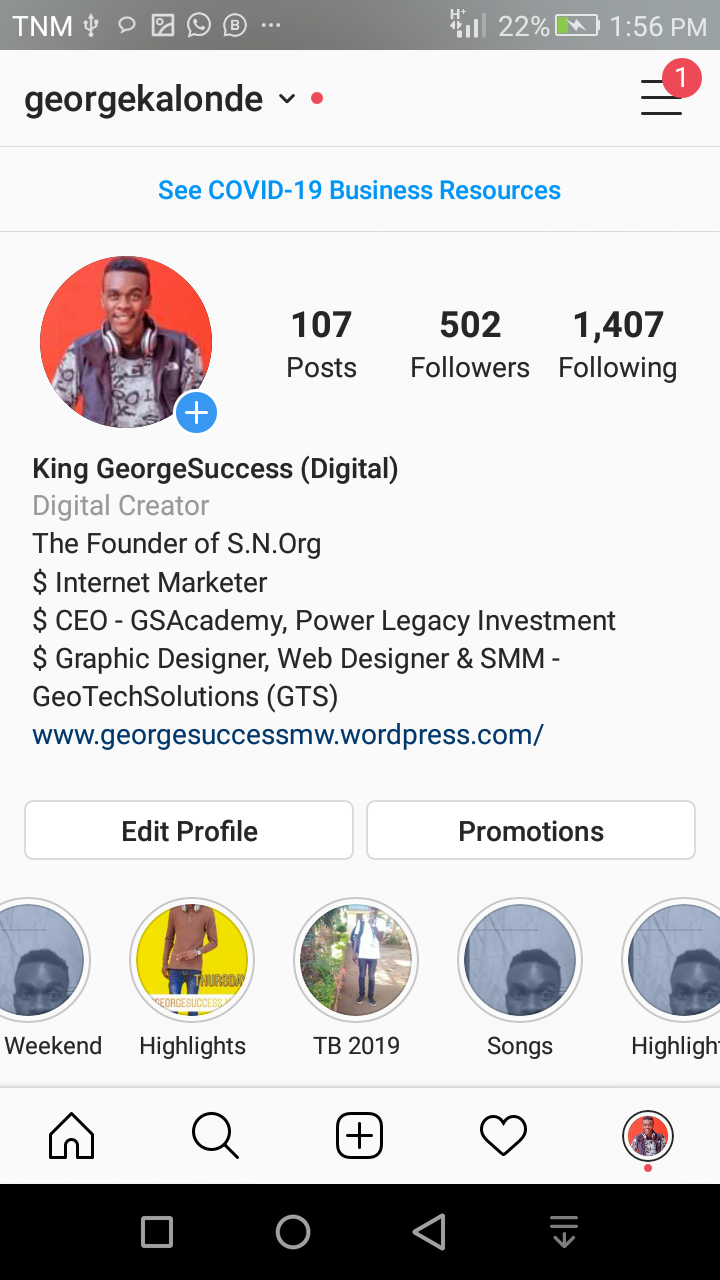 TNM 22% 1:56 PM
georgekalonde 1
See COVID-19 Business Resources
107 502 1,407
Posts Followers Following
King GeorgeSuccess (Digital)
Digital Creator
The Founder of S.N.Org
$ Internet Marketer
$ CEO - GSAcademy, Power Legacy Investment
$ Graphic Designer, Web Designer & SMM -
GeoTechSolutions (GTS)
www.georgesuccessmw.wordpress.com/
Edit Profile Promotions
THURSDA
GEORGESUCCESS
Weekend Highlights TB 2019 Songs Highligh